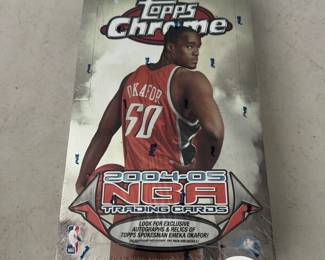 Topps
Chrome
OKAFOR
50
2004-05
NBA
TRADING CARDS
LOOK FOR EXCLUSIVE
AUTOGRAPHS & RELICS OF
TOPPS SPOKESMAN EMEKA OKAFOR!